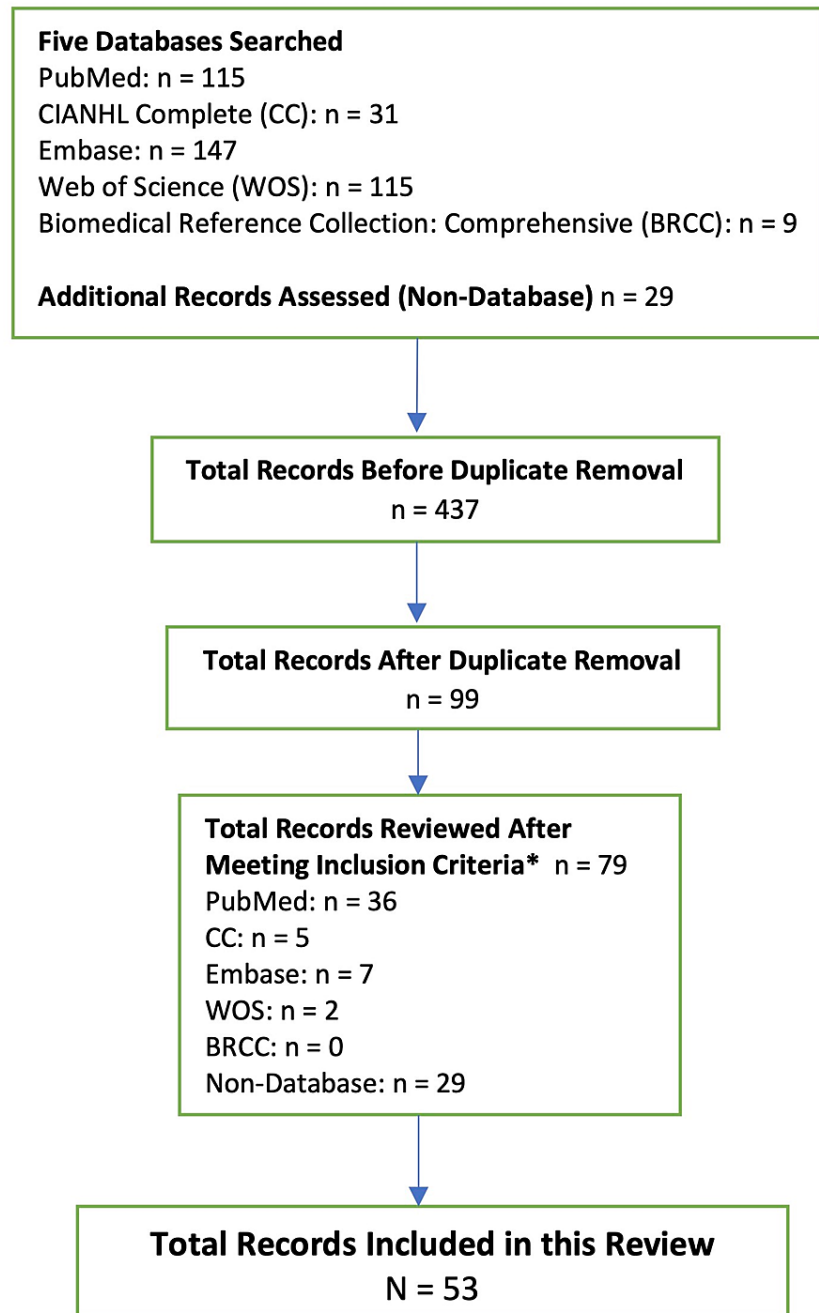 Five Databases Searched
PubMed: n = 115
CIANHL Complete (CC): n = 31
Embase: n = 147
Web of Science (WOS): n = 115
Biomedical Reference Collection: Comprehensive (BRCC): n = 9
Additional Records Assessed (Non-Database) n = 29
Total Records Before Duplicate Removal
n = 437
Total Records After Duplicate Removal
n = 99
Total Records Reviewed After
Meeting Inclusion Criteria* n = 79
PubMed: n = 36
CC: n = 5
Embase: n = 7
WOS: n = 2
BRCC: n = 0
Non-Database: n = 29
Total Records Included in this Review
N = 53